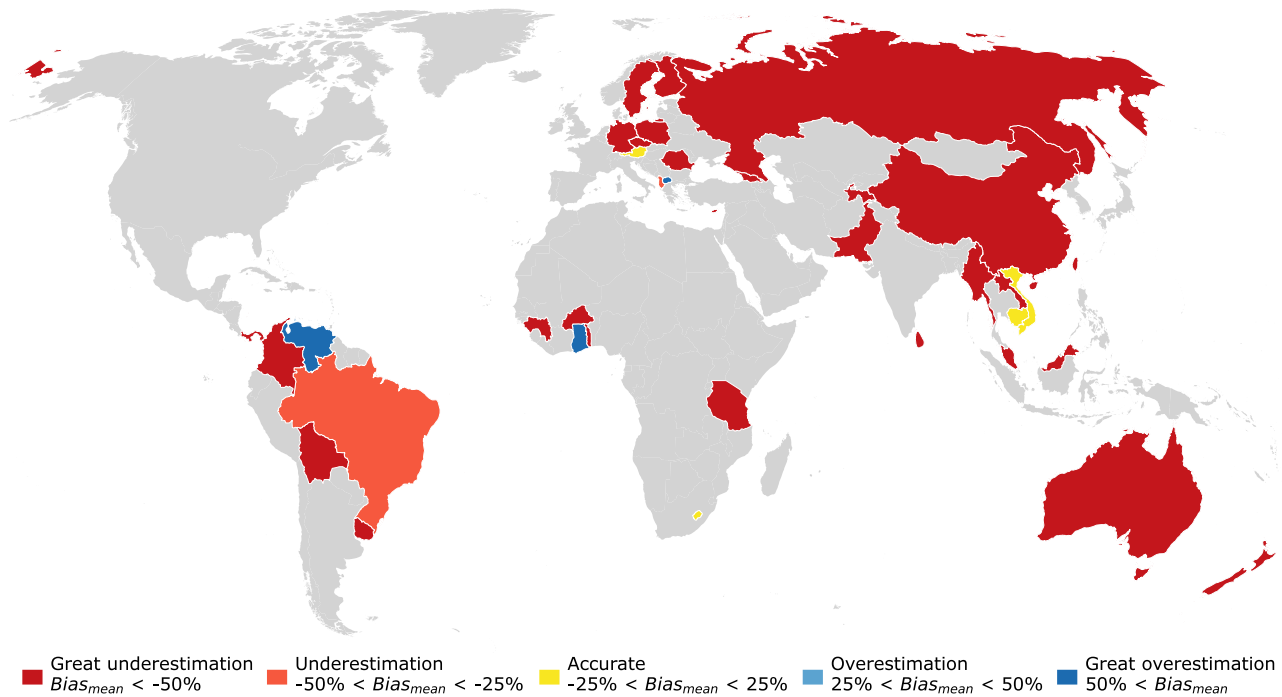 Great underestimation
Bias_mean < -50%
Underestimation
-50% < Bias_mean < -25%
Accurate
-25% < Bias_mean < 25%
Overestimation
25% < Bias_mean < 50%
Great overestimation
50% < Bias_mean